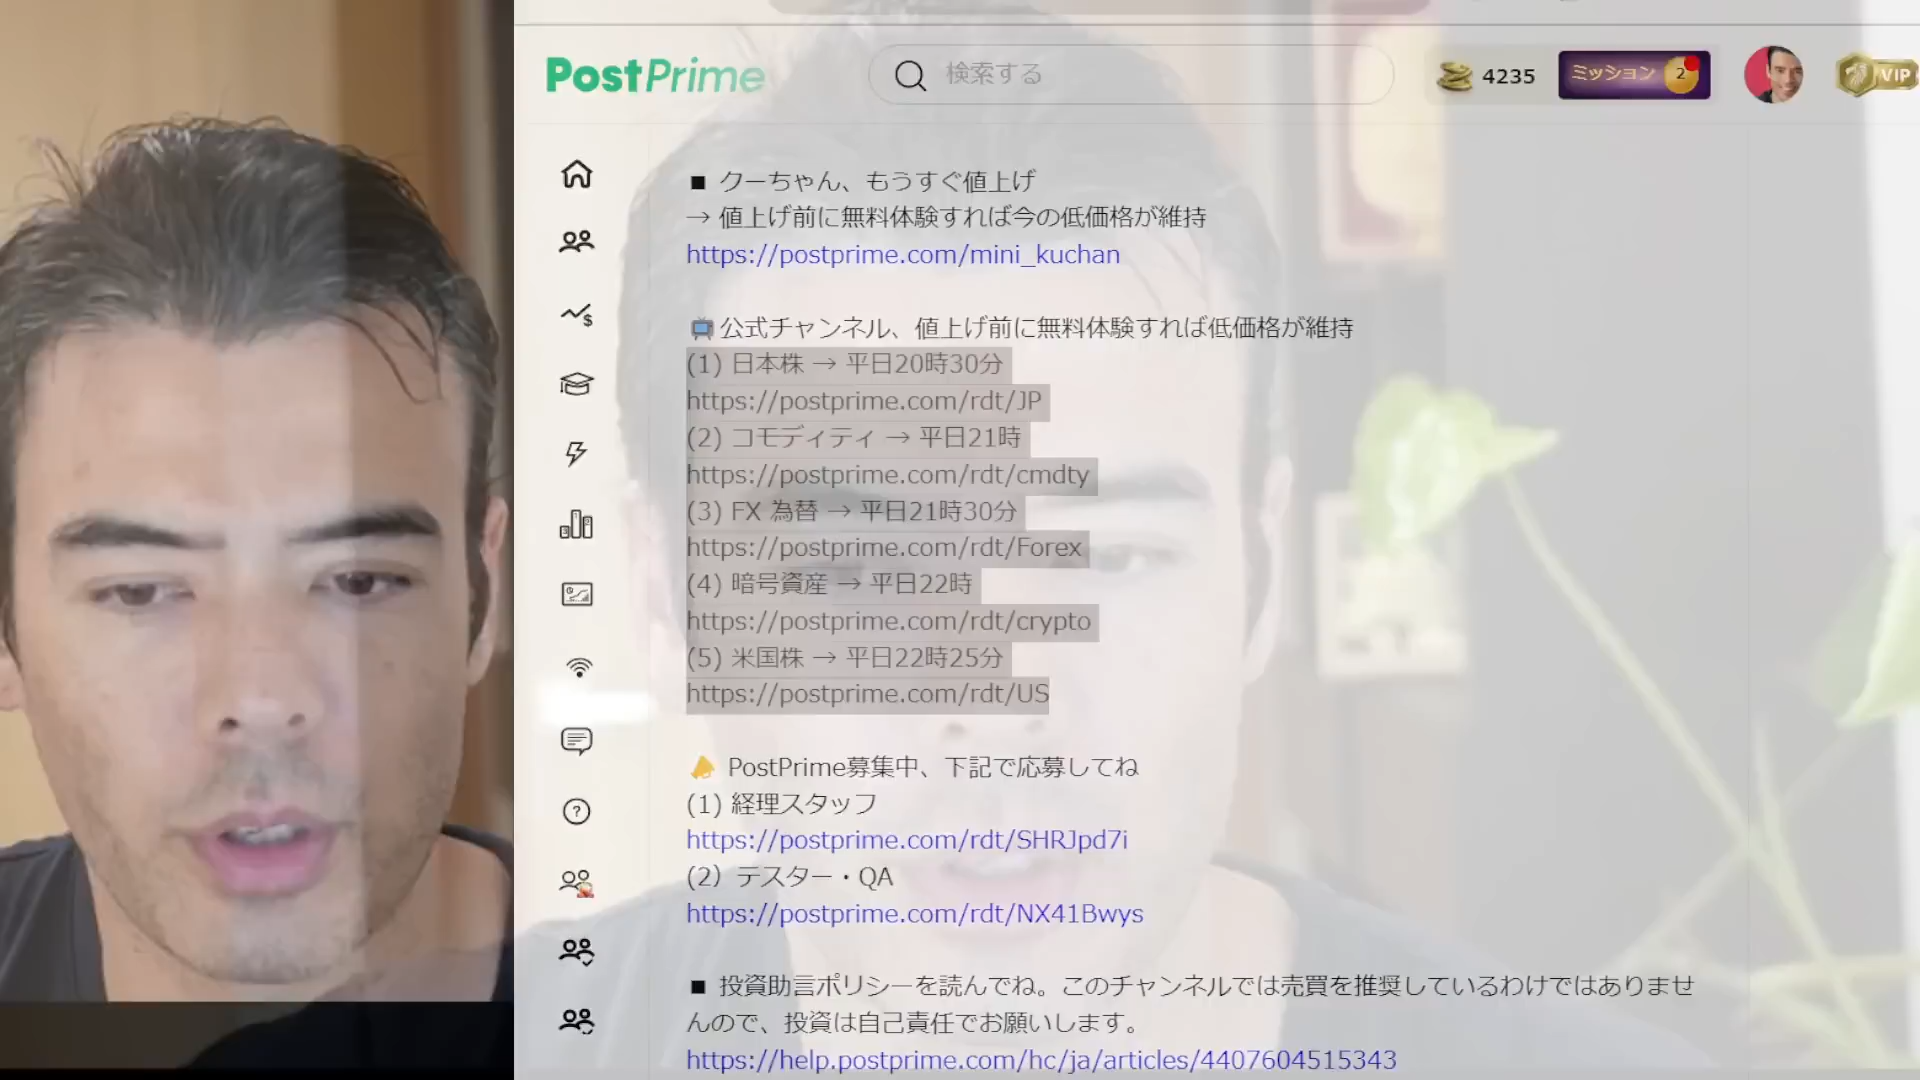 PostPrime
検索する
4235
ミッション
2
VIP
■ クーちゃん、もうすぐ値上げ
→ 値上げ前に無料体験すれば今の低価格が維持
https://postprime.com/mini_kuchan
公式チャンネル、値上げ前に無料体験すれば低価格が維持
(1) 日本株 → 平日20時30分
https://postprime.com/rdt/JP
(2) コモディティ → 平日21時
https://postprime.com/rdt/cmdty
(3) FX 為替 → 平日21時30分
https://postprime.com/rdt/Forex
(4) 暗号資産 → 平日22時
https://postprime.com/rdt/crypto
(5) 米国株 → 平日22時25分
https://postprime.com/rdt/US
PostPrime募集中、下記で応募してね
(1) 経理スタッフ
https://postprime.com/rdt/SHRJpd7i
(2) テスター・QA
https://postprime.com/rdt/NX41Bwys
■ 投資助言ポリシーを読んでね。このチャンネルでは売買を推奨しているわけではありませ
んので、投資は自己責任でお願いします。
https://help.postprime.com/hc/ja/articles/4407604515343